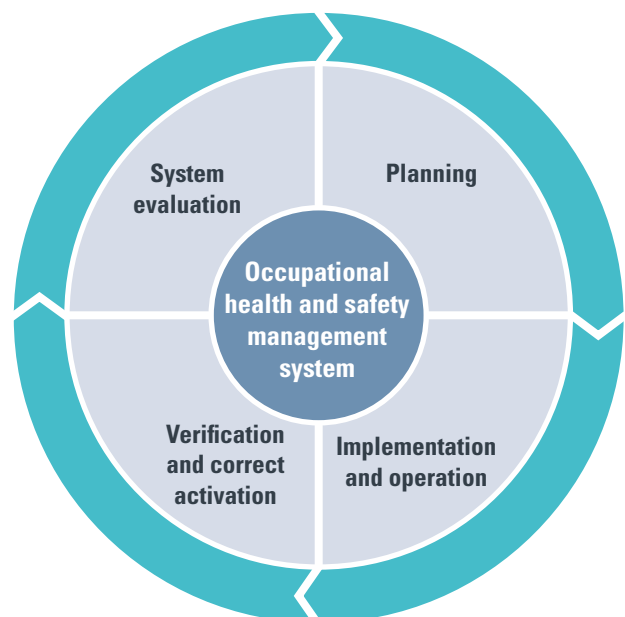 System
evaluation
Planning
Occupational
health and safety
management
system
Verification
and correct
activation
Implementation
and operation